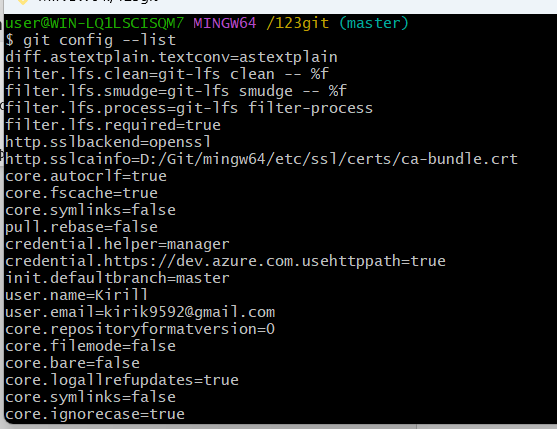 user@WIN-LQ1LSCISQM7 MINGW64 /123git (master)
$ git config --list
diff.astextplain.textconv=astextplain
filter.lfs.clean=git-lfs clean -- %f
filter.lfs.smudge=git-lfs smudge -- %f
filter.lfs.process=git-lfs filter-process
filter.lfs.required=true
http.sslbackend=openssl
http.sslcainfo=D:/Git/mingw64/etc/ssl/certs/ca-bundle.crt
core.autocrlf=true
core.fscache=true
core.symlinks=false
pull.rebase=false
credential.helper=manager
credential.https://dev.azure.com.usehttppath=true
init.defaultbranch=master
user.name=Kirill
user.email=kirik9592@gmail.com
core.repositoryformatversion=0
core.filemode=false
core.bare=false
core.logallrefupdates=true
core.symlinks=false
core.ignorecase=true